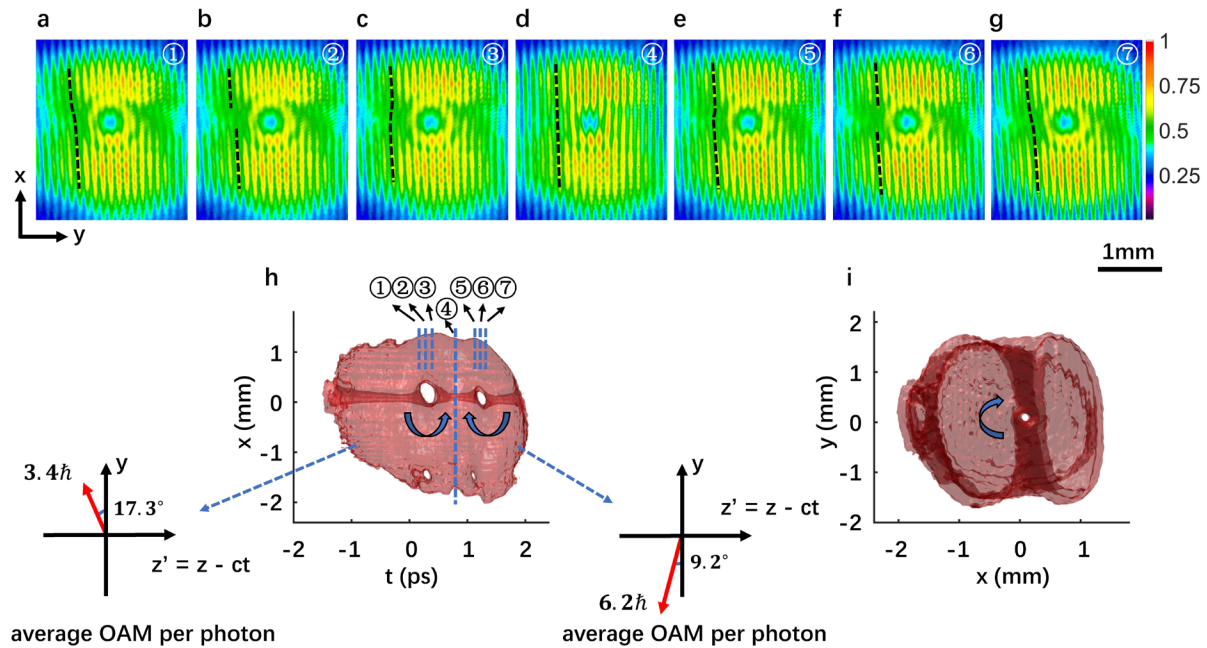 a b c d e f g
① ② ③ ④ ⑤ ⑥ ⑦
1
0.75
0.5
0.25
x
y
1mm
h
i
①②③ ④ ⑤⑥⑦
x (mm)
1
0
-1
-2
-2 -1 0 1 2
t (ps)
y (mm)
2
1
0
-1
-2
-2 -1 0 1
x (mm)
y
3.4ℏ
17.3°
z' = z - ct
average OAM per photon
y
z' = z - ct
9.2°
6.2ℏ
average OAM per photon